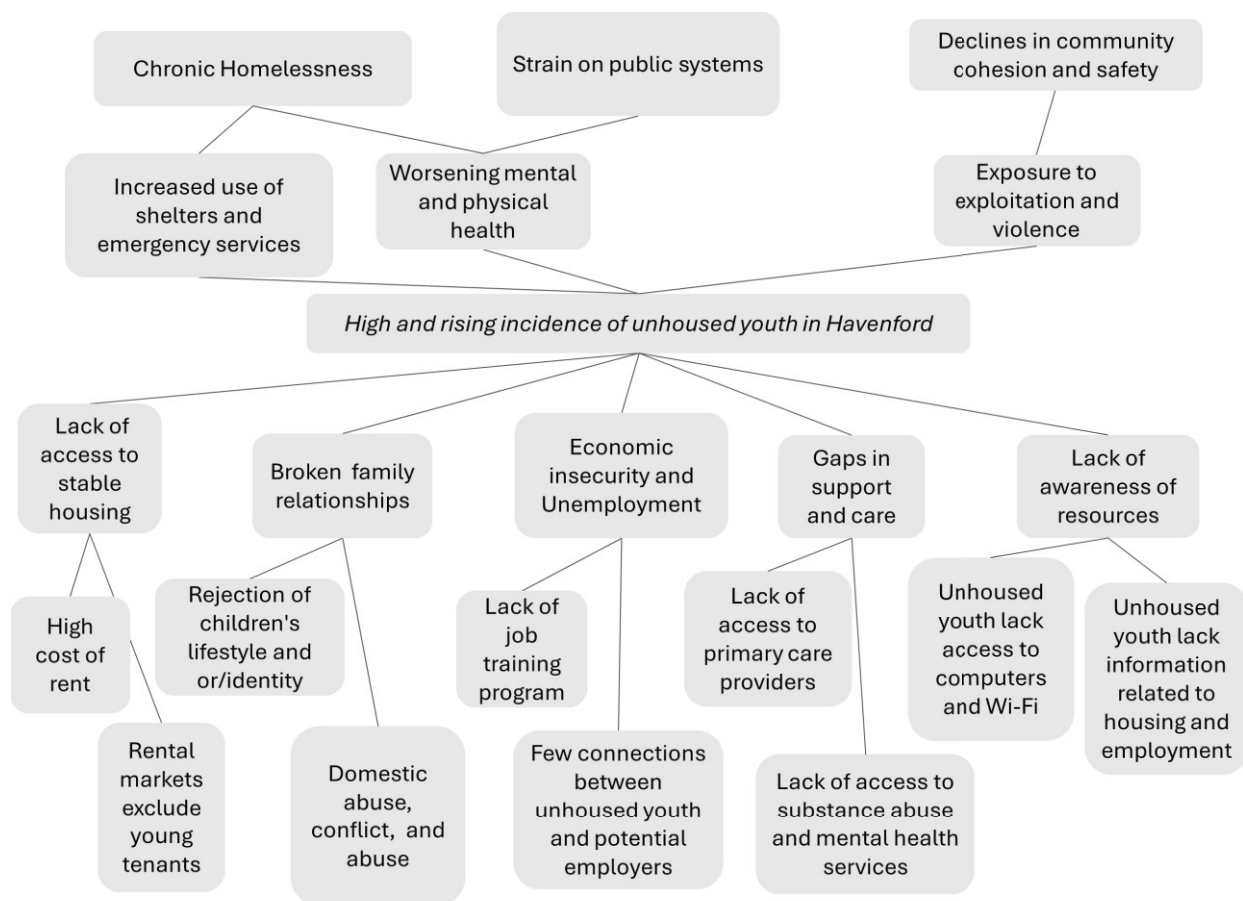 Chronic Homelessness
Strain on public systems
Declines in community
cohesion and safety
Increased use of
shelters and
emergency services
Worsening mental
and physical
health
Exposure to
exploitation and
violence
High and rising incidence of unhoused youth in Havenford
Lack of
access to
stable
housing
Broken family
relationships
Economic
insecurity and
Unemployment
Gaps in
support
and care
Lack of
awareness of
resources
High
cost of
rent
Rental
markets
exclude
young
tenants
Rejection of
children's
lifestyle and
or/identity
Domestic
abuse,
conflict, and
abuse
Lack of
job
training
program
Few connections
between
unhoused youth
and potential
employers
Lack of
access to
primary care
providers
Lack of access to
substance abuse
and mental health
services
Unhoused
youth lack
access to
computers
and Wi-Fi
Unhoused
youth lack
information
related to
housing and
employment